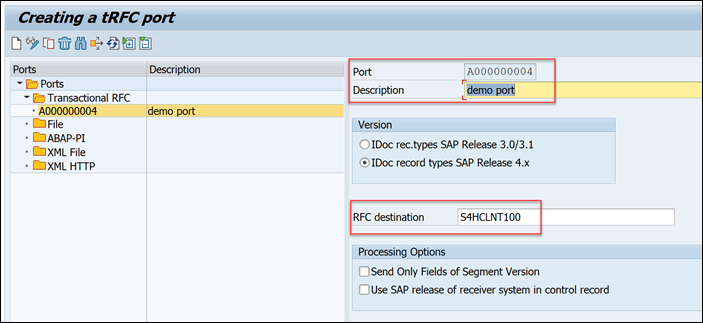 Creating a tRFC port
Ports Description
Ports
Transactional RFC
A000000004 demo port
File
ABAP-PI
XML File
XML HTTP
Port A000000004
Description demo port
Version
IDoc rec.types SAP Release 3.0/3.1
IDoc record types SAP Release 4.x
RFC destination S4HCLNT100
Processing Options
Send Only Fields of Segment Version
Use SAP release of receiver system in control record